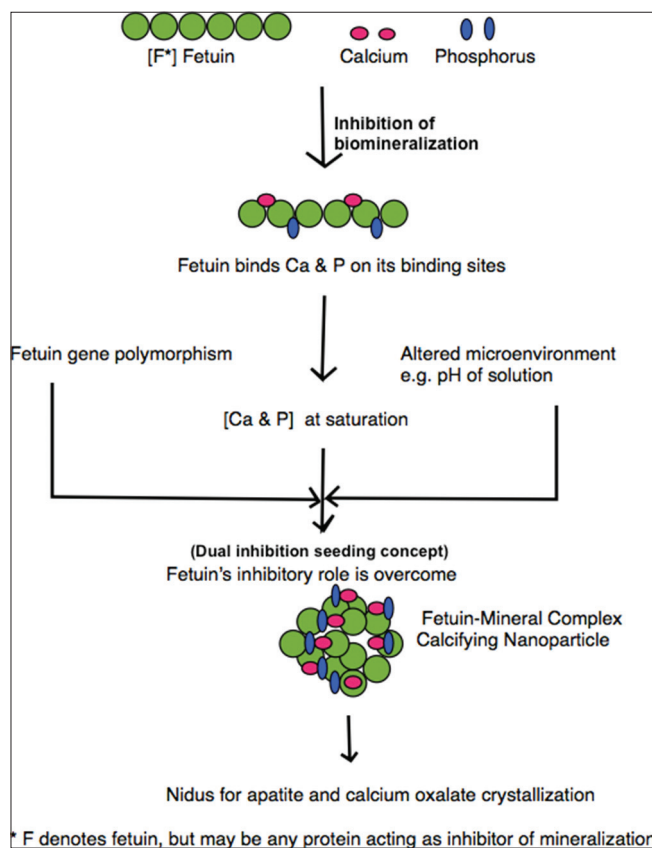 [F*] Fetuin
Calcium
Phosphorus
Inhibition of
biomineralization
Fetuin binds Ca & P on its binding sites
Fetuin gene polymorphism
Altered microenvironment
e.g. pH of solution
[Ca & P] at saturation
(Dual inhibition seeding concept)
Fetuin's inhibitory role is overcome
Fetuin-Mineral Complex
Calcifying Nanoparticle
Nidus for apatite and calcium oxalate crystallization
* F denotes fetuin, but may be any protein acting as inhibitor of mineralization